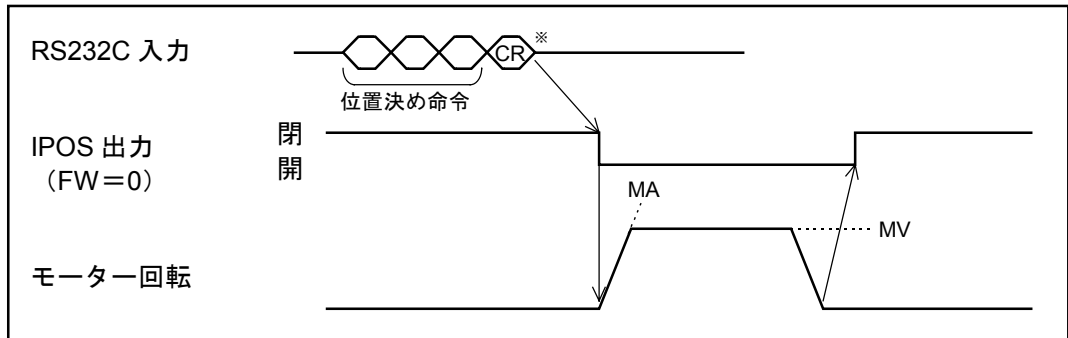 RS232C 入力
CR
※
位置決め命令
IPOS 出力
（FW＝0）
閉
開
MA
MV
モーター回転